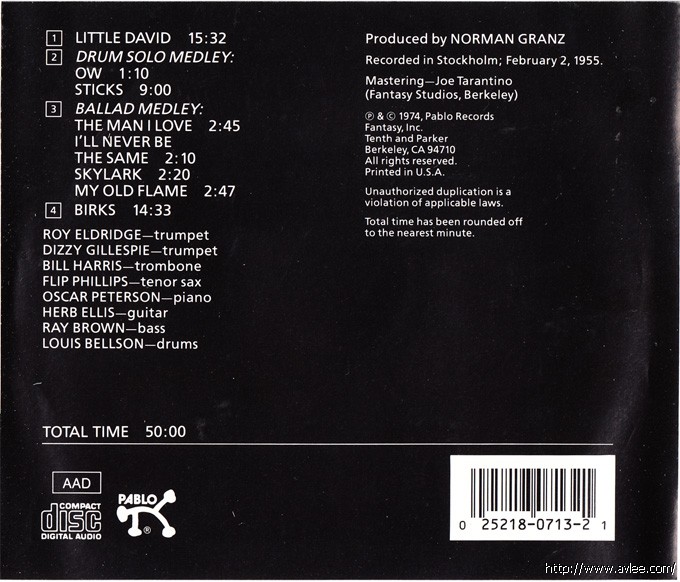 1 LITTLE DAVID 15:32
2 DRUM SOLO MEDLEY:
OW 1:10
STICKS 9:00
3 BALLAD MEDLEY:
THE MAN I LOVE 2:45
I'LL NEVER BE
THE SAME 2:10
SKYLARK 2:20
MY OLD FLAME 2:47
4 BIRKS 14:33
ROY ELDRIDGE—trumpet
DIZZY GILLESPIE—trumpet
BILL HARRIS—trombone
FLIP PHILLIPS—tenor sax
OSCAR PETERSON—piano
HERB ELLIS—guitar
RAY BROWN—bass
LOUIS BELLSON—drums
Produced by NORMAN GRANZ
Recorded in Stockholm; February 2, 1955.
Mastering—Joe Tarantino
(Fantasy Studios, Berkeley)
℗ & © 1974, Pablo Records
Fantasy, Inc.
Tenth and Parker
Berkeley, CA 94710
All rights reserved.
Printed in U.S.A.
Unauthorized duplication is a
violation of applicable laws.
Total time has been rounded off
to the nearest minute.
TOTAL TIME 50:00
AAD
COMPACT
disc
DIGITAL AUDIO
PABLO
®
0 25218-0713-2 1
http://www.avlee.com/